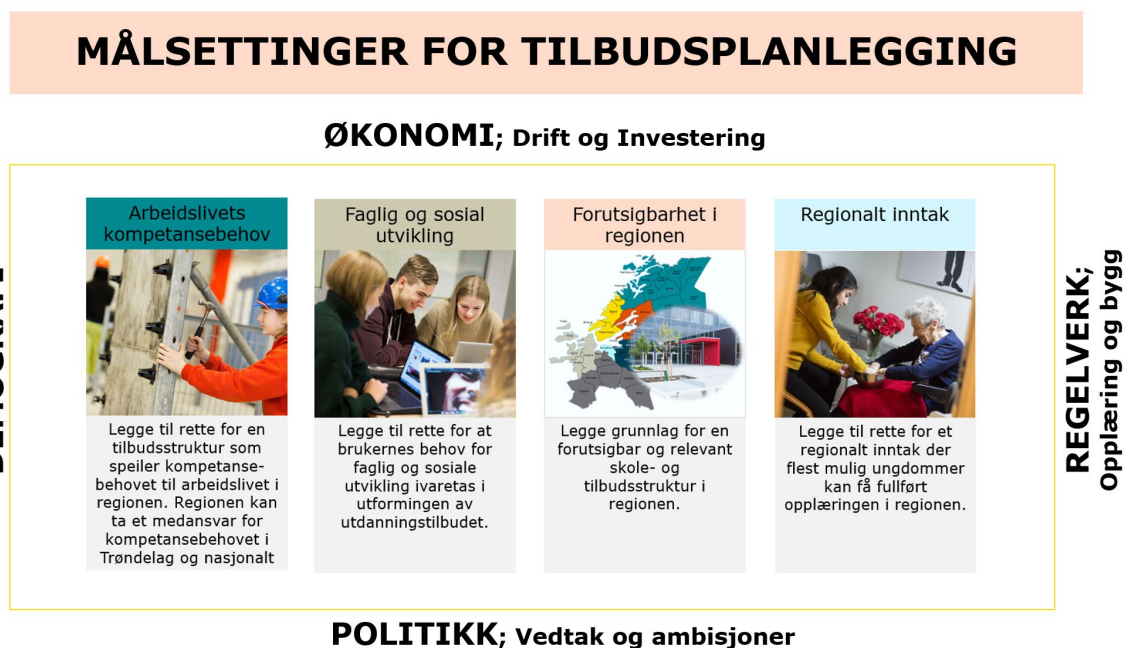 MÅLSETTINGER FOR TILBUDSPLANLEGGING
ØKONOMI; Drift og Investering
Arbeidslivets
kompetansebehov
Legge til rette for en
tilbudsstruktur som
speiler kompetanse-
behovet til arbeidslivet i
regionen. Regionen kan
ta et medansvar for
kompetansebehovet i
Trøndelag og nasjonalt
Faglig og sosial
utvikling
Legge til rette for at
brukernes behov for
faglig og sosiale
utvikling ivaretas i
utformingen av
utdanningstilbudet.
Forutsigbarhet i
regionen
Legge grunnlag for en
forutsigbar og relevant
skole- og
tilbudsstruktur i
regionen.
Regionalt inntak
Legge til rette for et
regionalt inntak der
flest mulig ungdommer
kan få fullført
opplæringen i regionen.
REGELVERK;
Opplæring og bygg
POLITIKK; Vedtak og ambisjoner